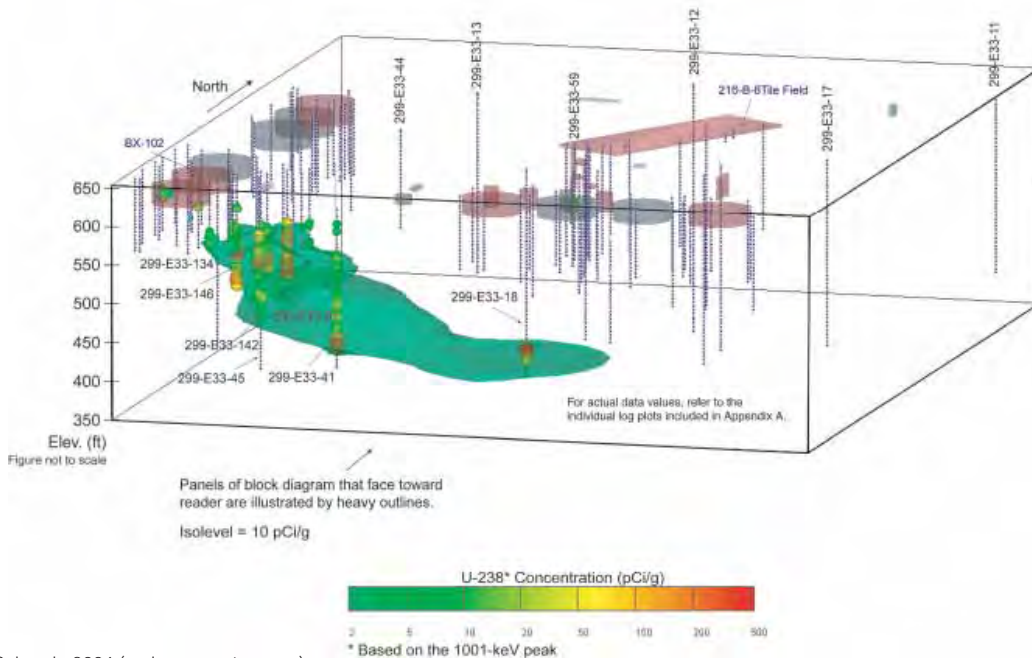 299-E33-11
299-E33-12
299-E33-13
299-E33-44
299-E33-59
299-E33-17
North
216-B-8Tile Field
BX-102
650
600
550
500
450
400
350
299-E33-134
299-E33-146
299-E33-18
299-E33-142
299-E33-45
299-E33-41
For actual data values, refer to the
individual log plots included in Appendix A.
Elev. (ft)
Figure not to scale
Panels of block diagram that face toward
reader are illustrated by heavy outlines.
Isolevel = 10 pCi/g
U-238* Concentration (pCi/g)
2 5 10 20 50 100 200 500
* Based on the 1001-keV peak